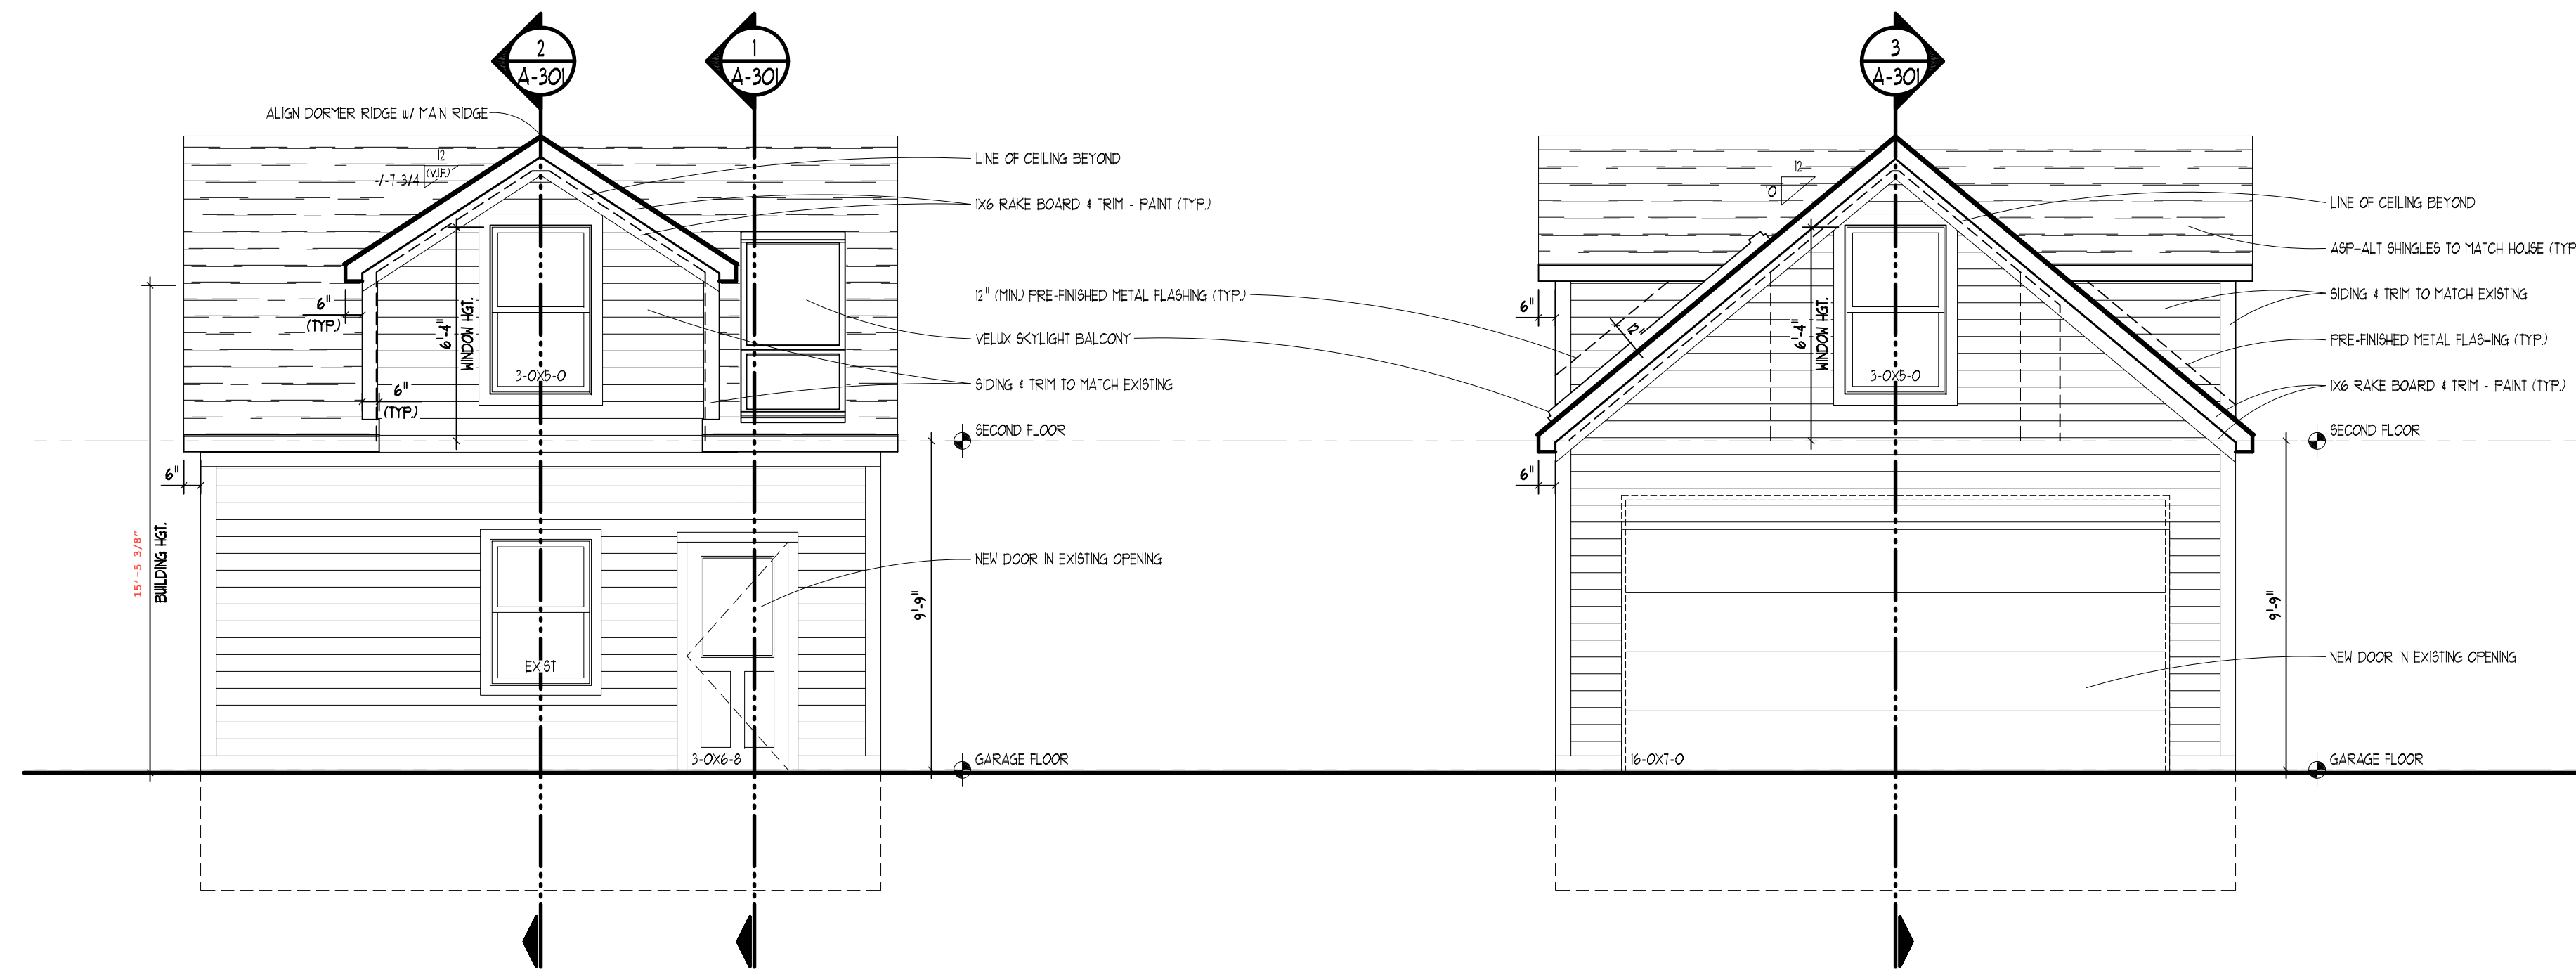 2
A-301
1
A-301
ALIGN DORMER RIDGE w/ MAIN RIDGE
12
(V.I.F.)
+/-7-3/4
LINE OF CEILING BEYOND
1X6 RAKE BOARD & TRIM - PAINT (TYP.)
12" (MIN.) PRE-FINISHED METAL FLASHING (TYP.)
VELUX SKYLIGHT BALCONY
SIDING & TRIM TO MATCH EXISTING
6"
(TYP.)
6'-4"
WINDOW HGT.
3-0X5-0
6"
(TYP.)
SECOND FLOOR
6"
15'-5 3/8"
BUILDING HGT.
9'-9"
NEW DOOR IN EXISTING OPENING
EXIST
3-0X6-8
GARAGE FLOOR
3
A-301
12
10
LINE OF CEILING BEYOND
ASPHALT SHINGLES TO MATCH HOUSE (TYP
SIDING & TRIM TO MATCH EXISTING
PRE-FINISHED METAL FLASHING (TYP.)
1X6 RAKE BOARD & TRIM - PAINT (TYP.)
6"
12"
6'-4"
WINDOW HGT.
3-0X5-0
SECOND FLOOR
6"
9'-9"
NEW DOOR IN EXISTING OPENING
16-0X7-0
GARAGE FLOOR